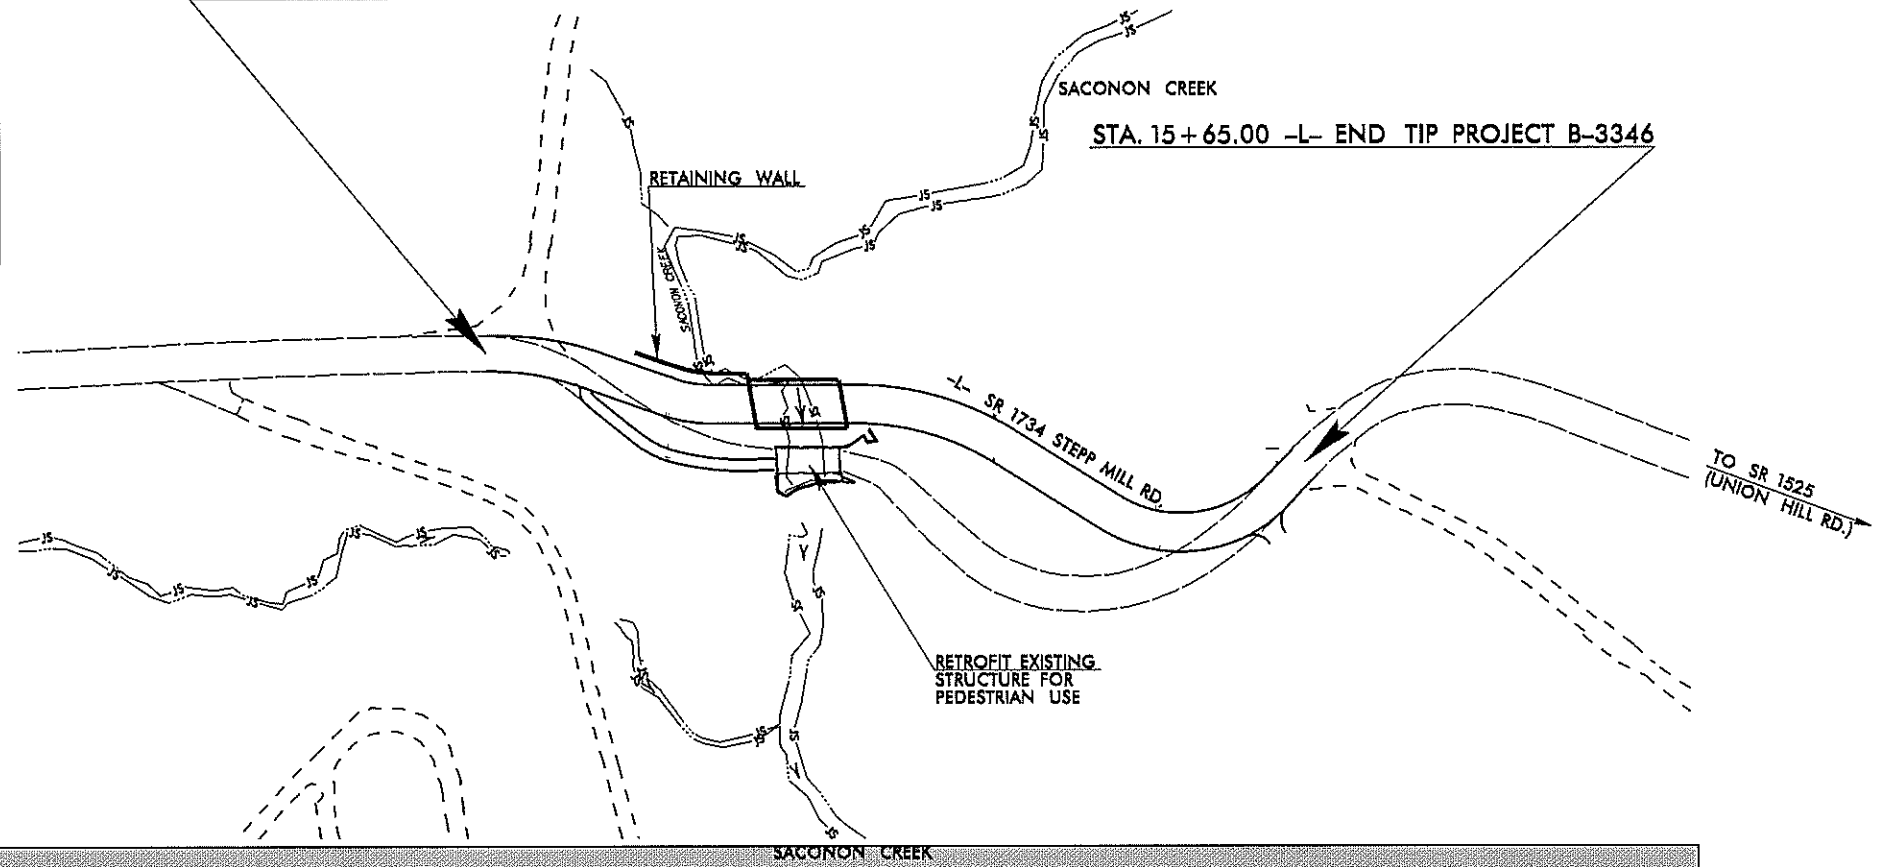 SACONON CREEK
STA. 15+65.00 -L- END TIP PROJECT B-3346
RETAINING WALL
SACONON CREEK
-L- SR 1734 STEPP MILL RD.
TO SR 1525
(UNION HILL RD.)
RETROFIT EXISTING
STRUCTURE FOR
PEDESTRIAN USE
SACONON CREEK